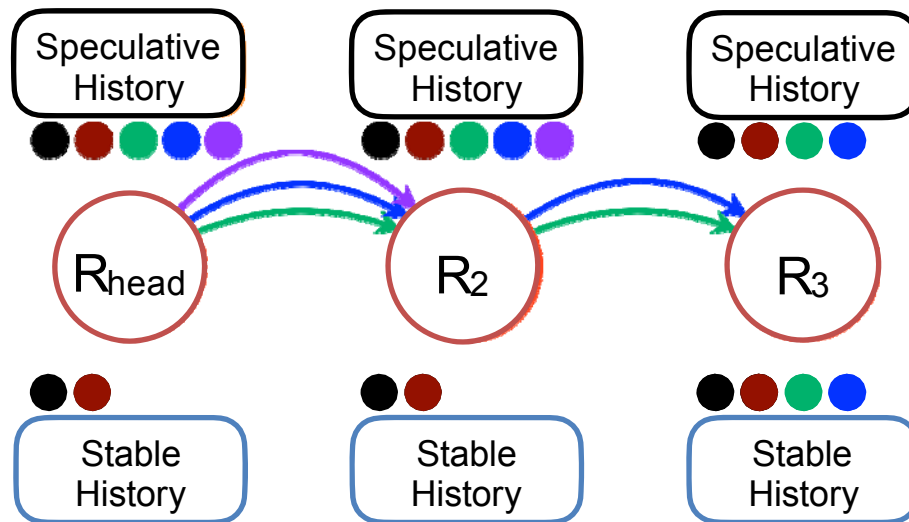 Speculative
History
Speculative
History
Speculative
History
Rhead
R2
R3
Stable
History
Stable
History
Stable
History